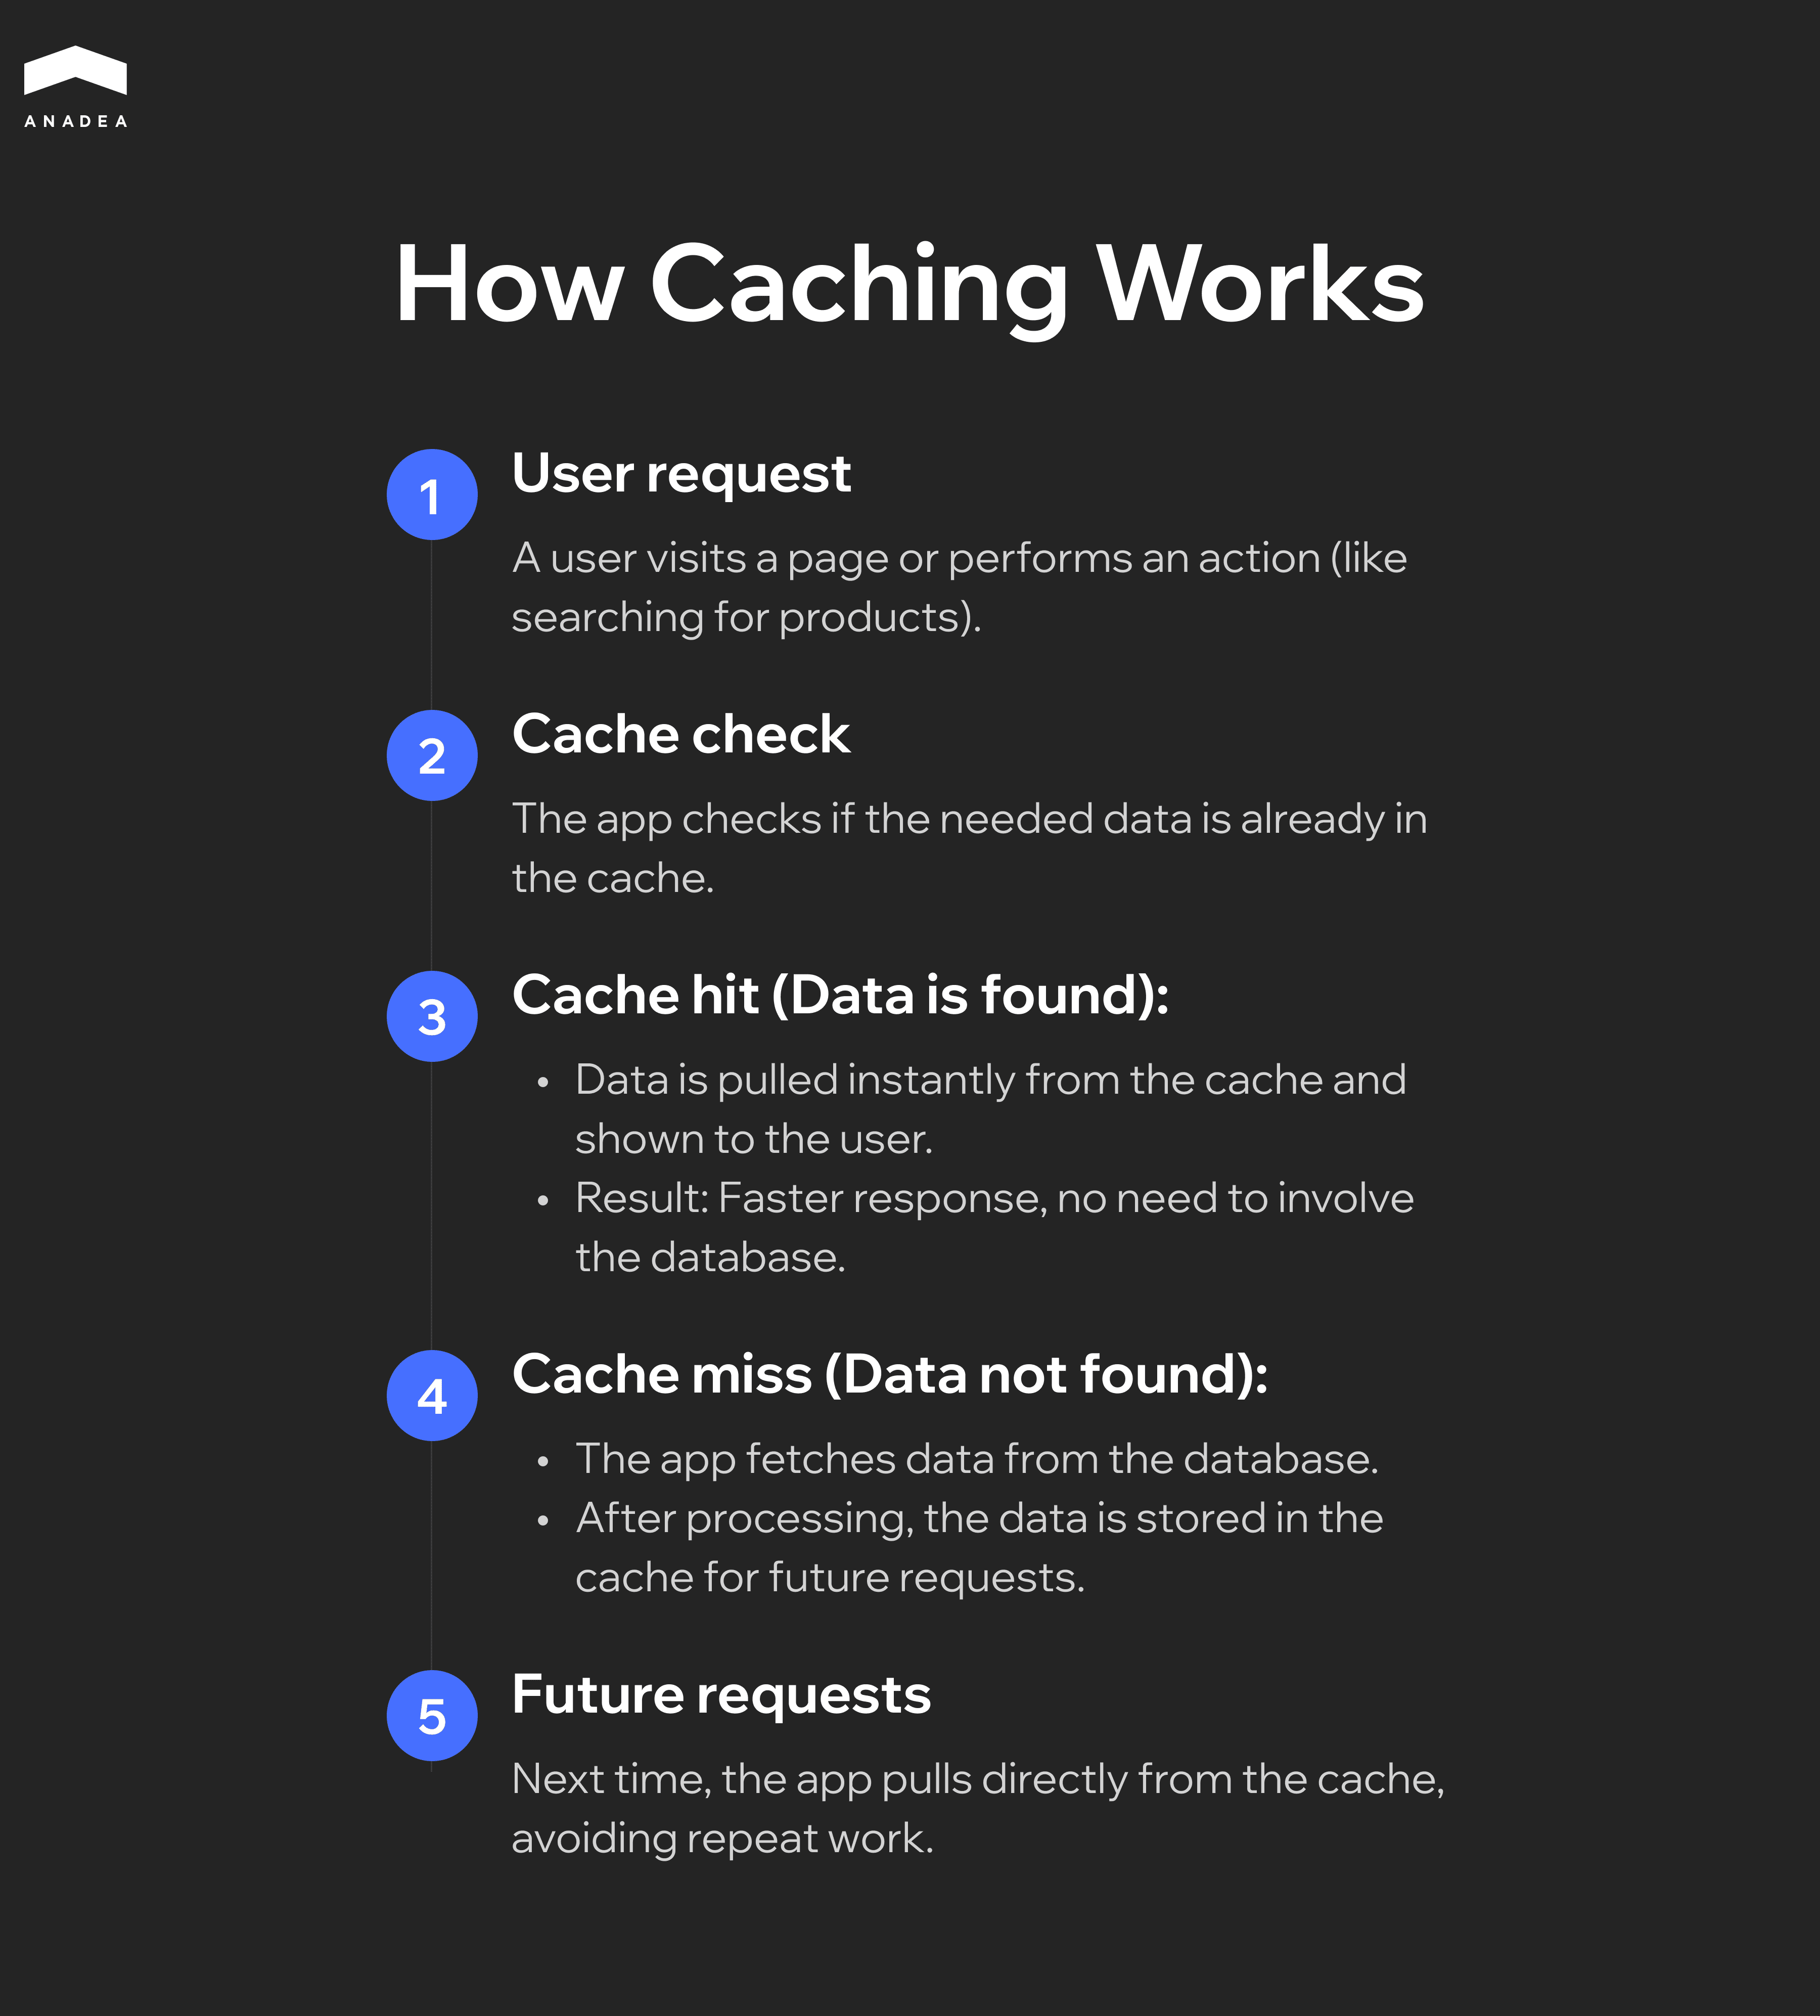 ANADEA
How Caching Works
1
User request
A user visits a page or performs an action (like
searching for products).
2
Cache check
The app checks if the needed data is already in
the cache.
3
Cache hit (Data is found):
• Data is pulled instantly from the cache and
shown to the user.
• Result: Faster response, no need to involve
the database.
4
Cache miss (Data not found):
• The app fetches data from the database.
• After processing, the data is stored in the
cache for future requests.
5
Future requests
Next time, the app pulls directly from the cache,
avoiding repeat work.